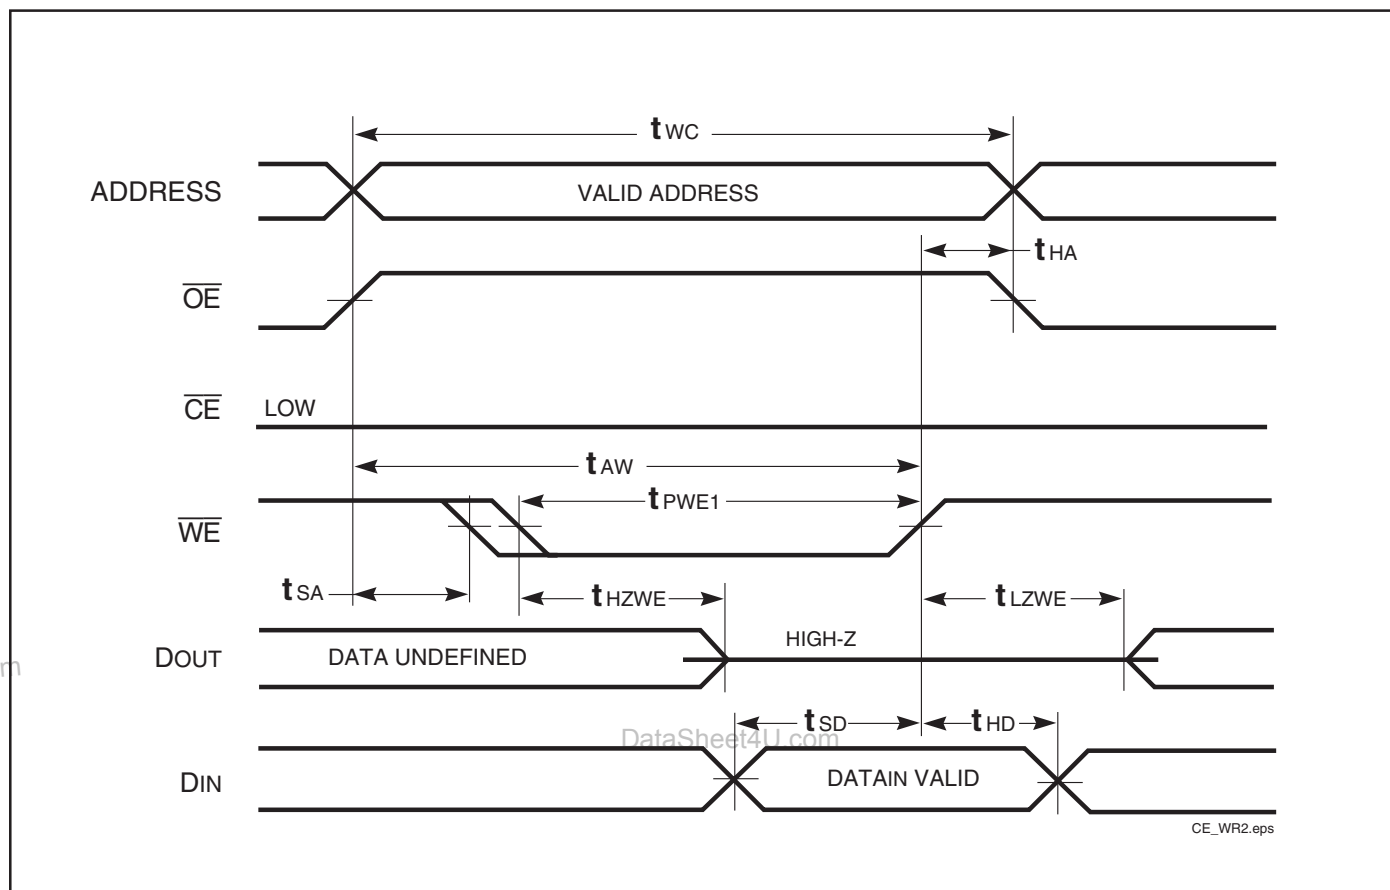 tWC
ADDRESS VALID ADDRESS
tHA
OE
CE LOW
tAW
tPWE1
WE
tSA tHZWE tLZWE
HIGH-Z
DOUT DATA UNDEFINED
m
tSD tHD
DataSheet4U.com
DIN DATAIN VALID
CE_WR2.eps